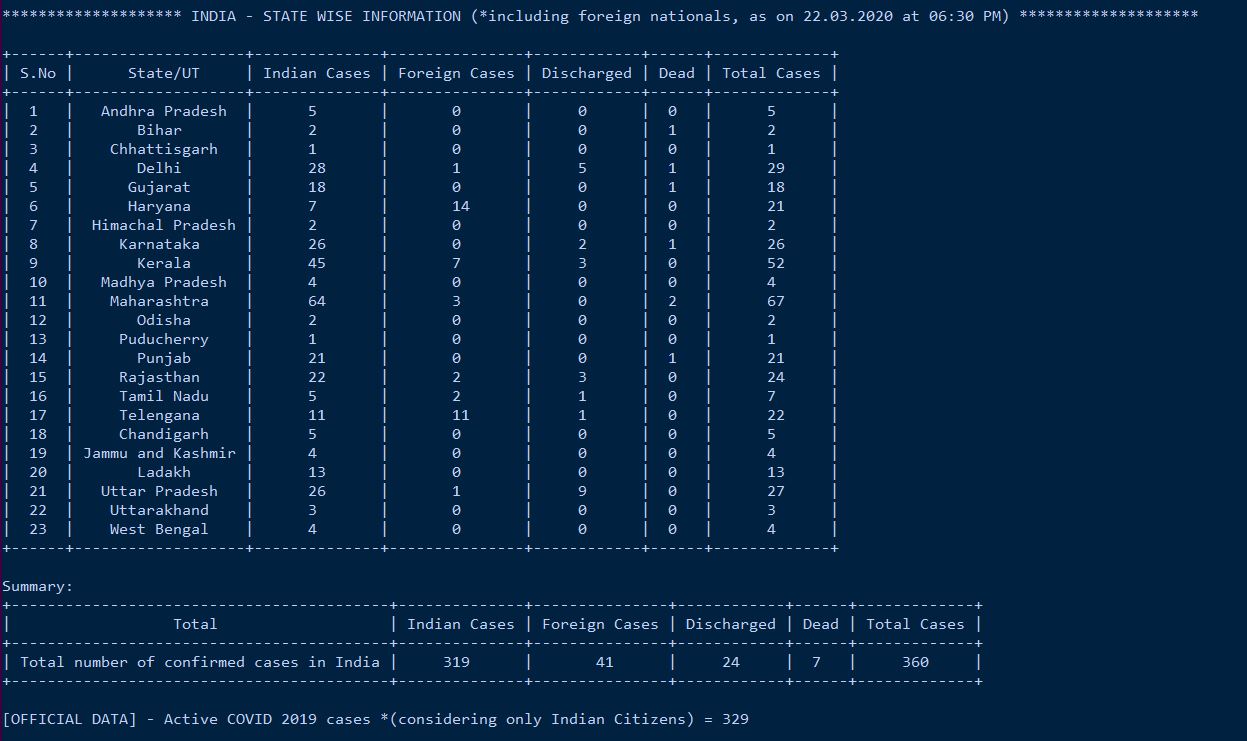 ******************** INDIA - STATE WISE INFORMATION (*including foreign nationals, as on 22.03.2020 at 06:30 PM) ********************
| S.No | State/UT | Indian Cases | Foreign Cases | Discharged | Dead | Total Cases |
| 1 | Andhra Pradesh | 5 | 0 | 0 | 0 | 5 |
| 2 | Bihar | 2 | 0 | 0 | 1 | 2 |
| 3 | Chhattisgarh | 1 | 0 | 0 | 0 | 1 |
| 4 | Delhi | 28 | 1 | 5 | 1 | 29 |
| 5 | Gujarat | 18 | 0 | 0 | 1 | 18 |
| 6 | Haryana | 7 | 14 | 0 | 0 | 21 |
| 7 | Himachal Pradesh | 2 | 0 | 0 | 0 | 2 |
| 8 | Karnataka | 26 | 0 | 2 | 1 | 26 |
| 9 | Kerala | 45 | 7 | 3 | 0 | 52 |
| 10 | Madhya Pradesh | 4 | 0 | 0 | 0 | 4 |
| 11 | Maharashtra | 64 | 3 | 0 | 2 | 67 |
| 12 | Odisha | 2 | 0 | 0 | 0 | 2 |
| 13 | Puducherry | 1 | 0 | 0 | 0 | 1 |
| 14 | Punjab | 21 | 0 | 0 | 1 | 21 |
| 15 | Rajasthan | 22 | 2 | 3 | 0 | 24 |
| 16 | Tamil Nadu | 5 | 2 | 1 | 0 | 7 |
| 17 | Telengana | 11 | 11 | 1 | 0 | 22 |
| 18 | Chandigarh | 5 | 0 | 0 | 0 | 5 |
| 19 | Jammu and Kashmir | 4 | 0 | 0 | 0 | 4 |
| 20 | Ladakh | 13 | 0 | 0 | 0 | 13 |
| 21 | Uttar Pradesh | 26 | 1 | 9 | 0 | 27 |
| 22 | Uttarakhand | 3 | 0 | 0 | 0 | 3 |
| 23 | West Bengal | 4 | 0 | 0 | 0 | 4 |
Summary:
| Total | Indian Cases | Foreign Cases | Discharged | Dead | Total Cases |
| Total number of confirmed cases in India | 319 | 41 | 24 | 7 | 360 |
[OFFICIAL DATA] - Active COVID 2019 cases *(considering only Indian Citizens) = 329